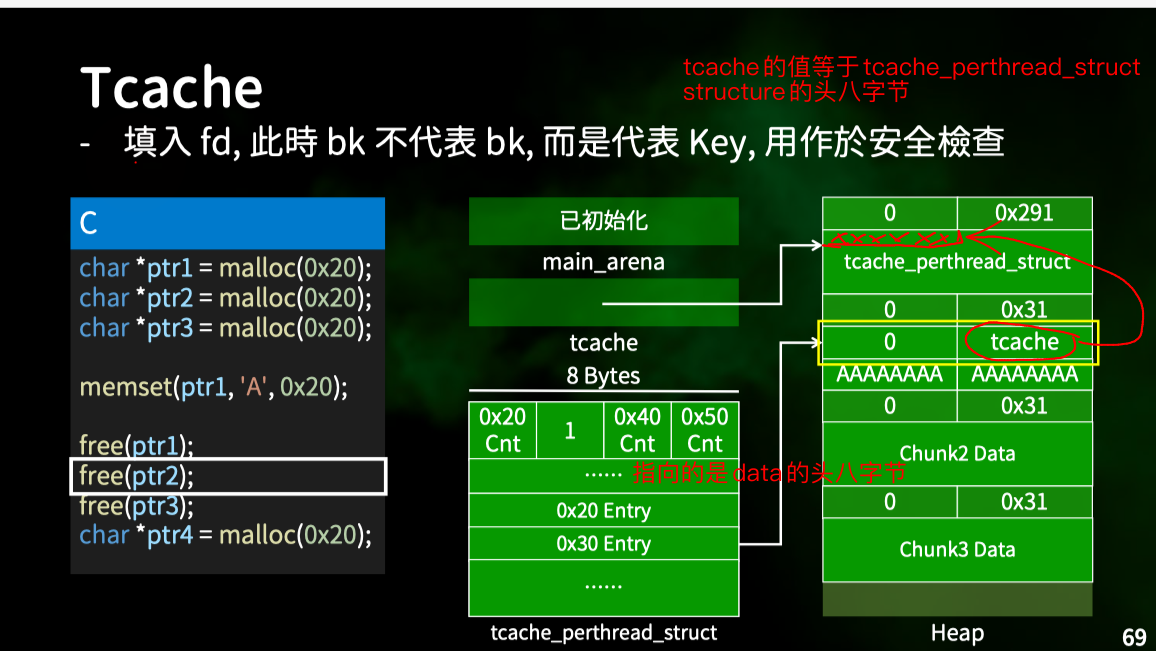 tcache的值等于tcache_perthread_struct
structure的头八字节
Tcache
- 填入 fd, 此時 bk 不代表 bk, 而是代表 Key, 用作於安全檢查
C
char *ptr1 = malloc(0x20);
char *ptr2 = malloc(0x20);
char *ptr3 = malloc(0x20);
memset(ptr1, 'A', 0x20);
free(ptr1);
free(ptr2);
free(ptr3);
char *ptr4 = malloc(0x20);
已初始化
main_arena
tcache
8 Bytes
0x20 Cnt
1
0x40 Cnt
0x50 Cnt
······
指向的是data的头八字节
0x20 Entry
0x30 Entry
······
tcache_perthread_struct
0
0x291
tcache_perthread_struct
0
0x31
0
tcache
AAAAAAAA
AAAAAAAA
0
0x31
Chunk2 Data
0
0x31
Chunk3 Data
Heap
69